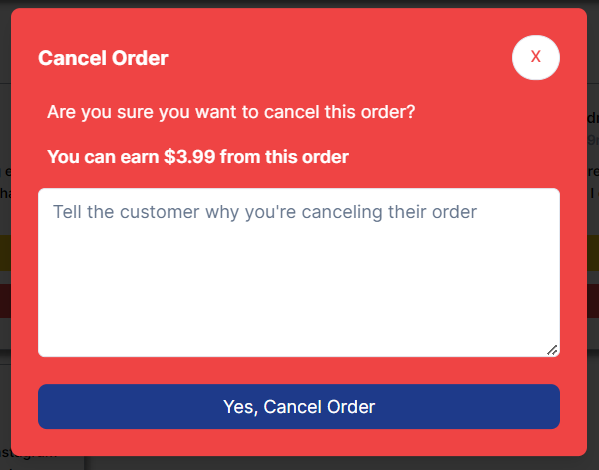 Cancel Order
X
Are you sure you want to cancel this order?
You can earn $3.99 from this order
Tell the customer why you're canceling their order
Yes, Cancel Order